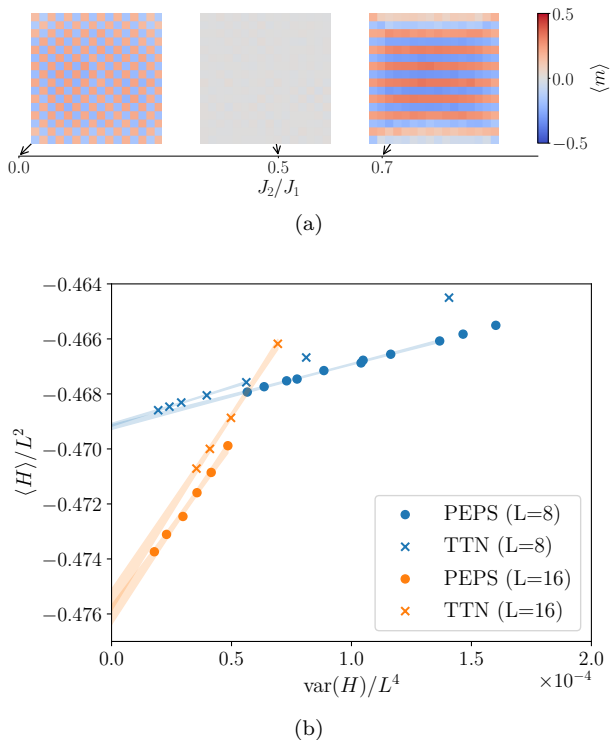 0.5
0.0
−0.5
⟨m⟩
0.0
0.5
0.7
J₂/J₁
(a)
−0.464
−0.466
−0.468
−0.470
−0.472
−0.474
−0.476
⟨H⟩/L²
PEPS (L=8)
TTN (L=8)
PEPS (L=16)
TTN (L=16)
0.0
0.5
1.0
1.5
2.0
×10⁻⁴
var(H)/L⁴
(b)